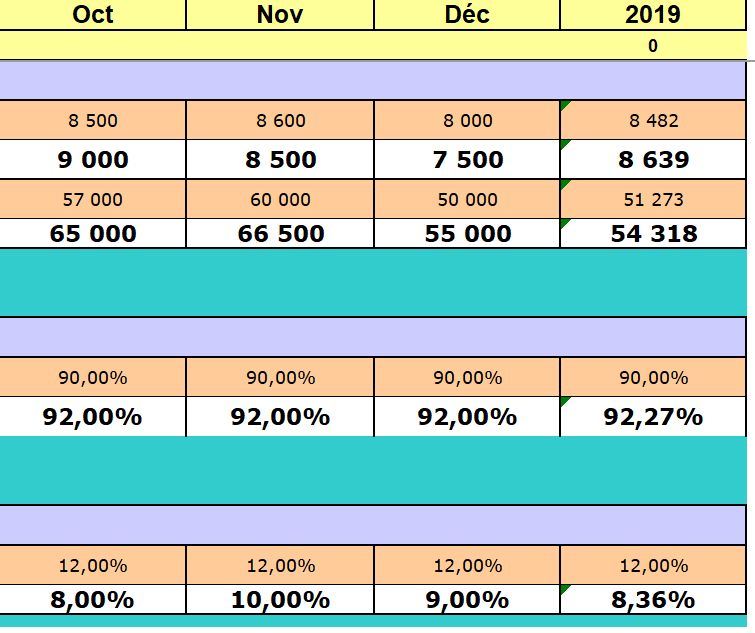 Oct Nov Déc 2019
0
8 500 8 600 8 000 8 482
9 000 8 500 7 500 8 639
57 000 60 000 50 000 51 273
65 000 66 500 55 000 54 318
90,00% 90,00% 90,00% 90,00%
92,00% 92,00% 92,00% 92,27%
12,00% 12,00% 12,00% 12,00%
8,00% 10,00% 9,00% 8,36%